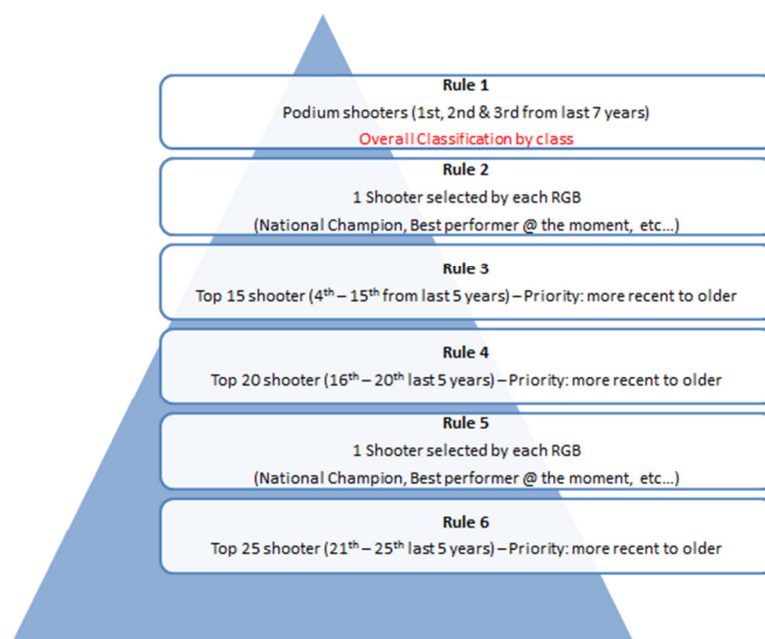 Rule 1
Podium shooters (1st, 2nd & 3rd from last 7 years)
Overall Classification by class
Rule 2
1 Shooter selected by each RGB
(National Champion, Best performer @ the moment, etc...)
Rule 3
Top 15 shooter (4th – 15th from last 5 years) – Priority: more recent to older
Rule 4
Top 20 shooter (16th – 20th last 5 years) – Priority: more recent to older
Rule 5
1 Shooter selected by each RGB
(National Champion, Best performer @ the moment, etc...)
Rule 6
Top 25 shooter (21th – 25th last 5 years) – Priority: more recent to older